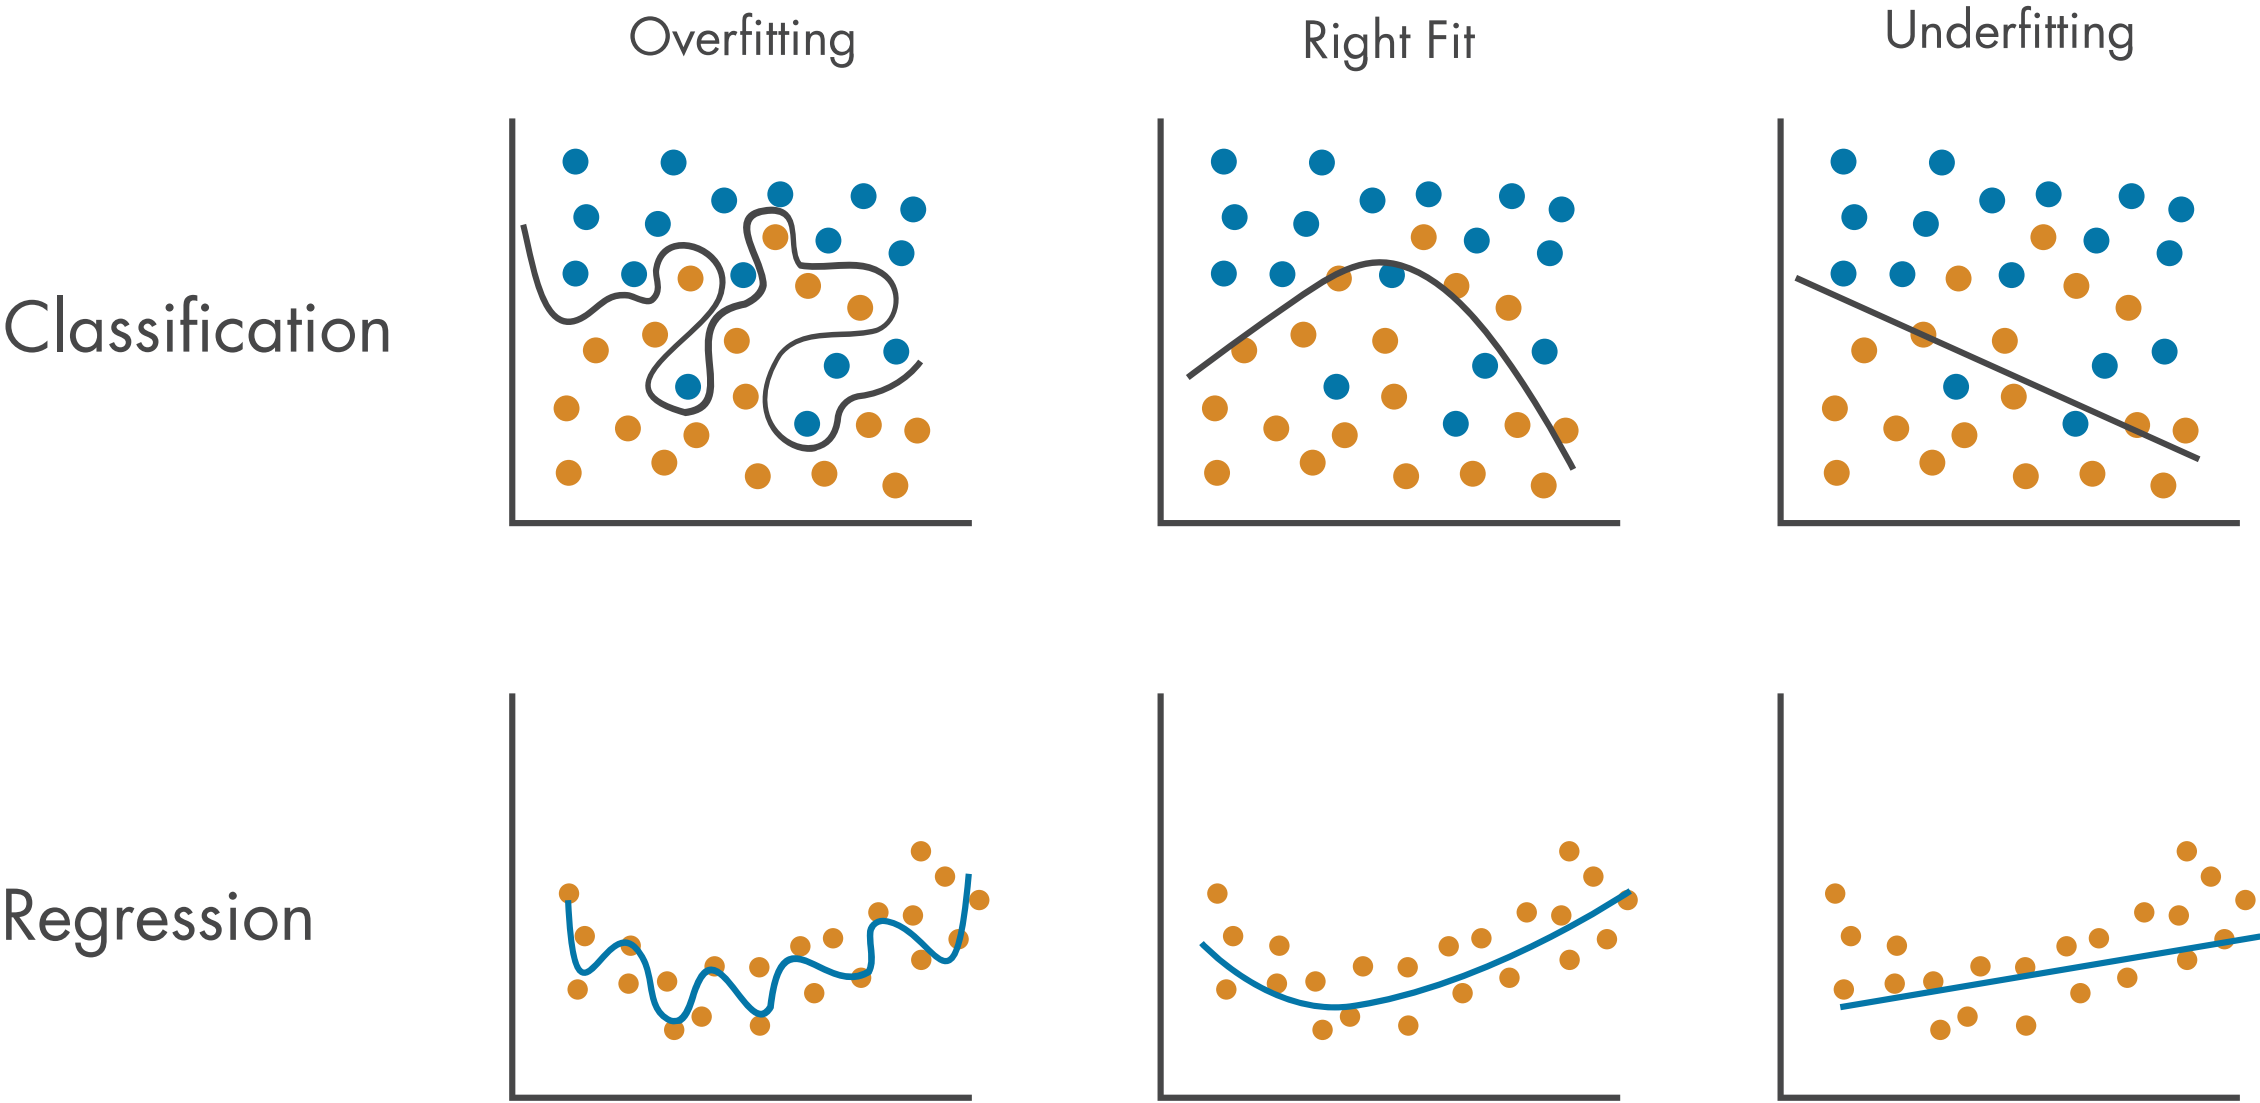 Overfitting
Right Fit
Underfitting
Classification
Regression